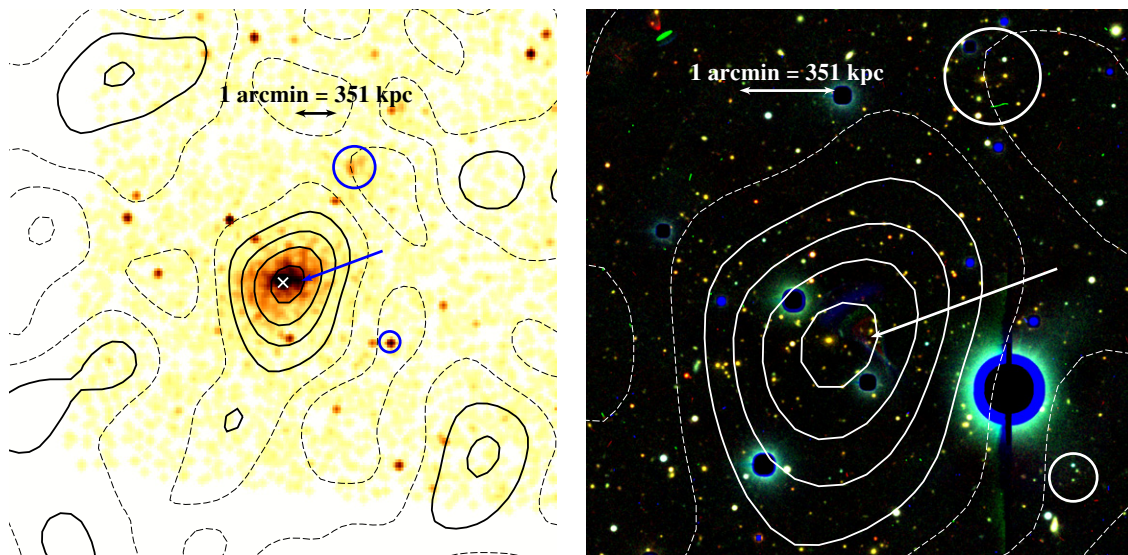 1 arcmin = 351 kpc
1 arcmin = 351 kpc